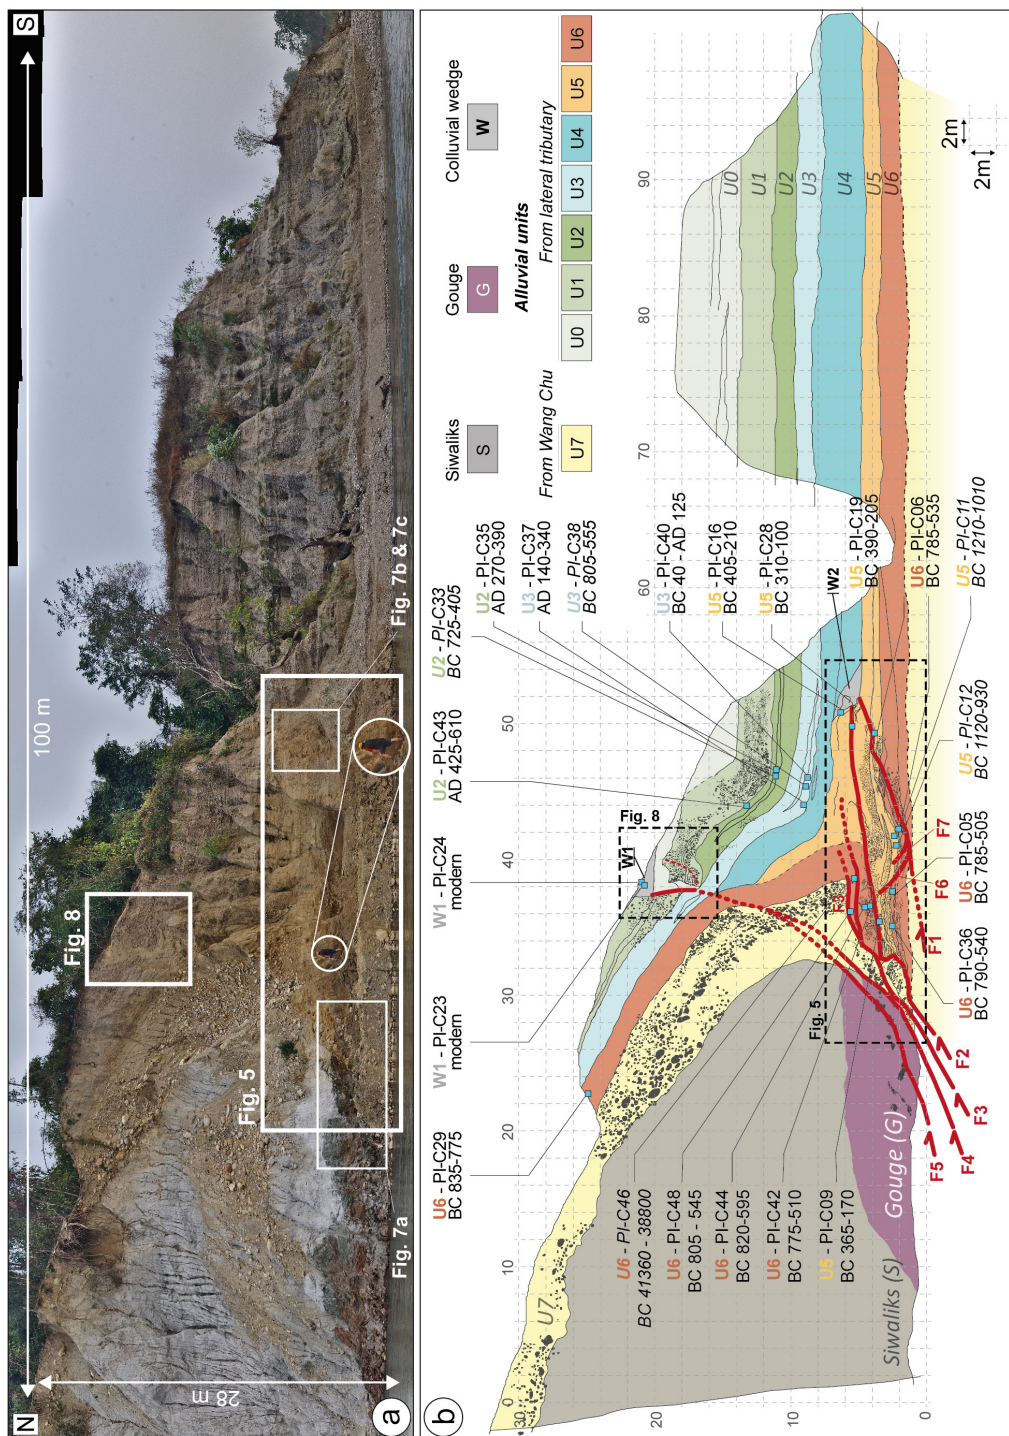 N
S
100 m
28 m
Fig. 8
Fig. 5
Fig. 7a
Fig. 7b & 7c
a
b
Siwaliks
S
Gouge
G
Colluvial wedge
W
Alluvial units
From Wang Chu
From lateral tributary
U7
U0
U1
U2
U3
U4
U5
U6
U6 - PI-C29
BC 835-775
W1 - PI-C23
modern
W1 - PI-C24
modern
U2 - PI-C43
AD 425-610
U2 - PI-C33
BC 725-405
U2 - PI-C35
AD 270-390
U3 - PI-C37
AD 140-340
U3 - PI-C38
BC 805-555
U3 - PI-C40
BC 40 - AD 125
U5 - PI-C16
BC 405-210
U5 - PI-C28
BC 310-100
W2
U5 - PI-C19
BC 390-205
U6 - PI-C06
BC 785-535
U5 - PI-C11
BC 1210-1010
U5 - PI-C12
BC 1120-930
U6 - PI-C05
BC 785-505
U6 - PI-C36
BC 790-540
U6 - PI-C46
BC 41360 - 38800
U6 - PI-C48
BC 805 - 545
U6 - PI-C44
BC 820-595
U6 - PI-C42
BC 775-510
U5 - PI-C09
BC 365-170
Fig. 8
W1
Fig. 5
U7
Siwaliks (S)
Gouge (G)
U0
U1
U2
U3
U4
U5
U6
F1
F2
F3
F4
F5
F6
F7
F3
30
20
10
0
0
10
20
30
40
50
60
70
80
90
2m
2m